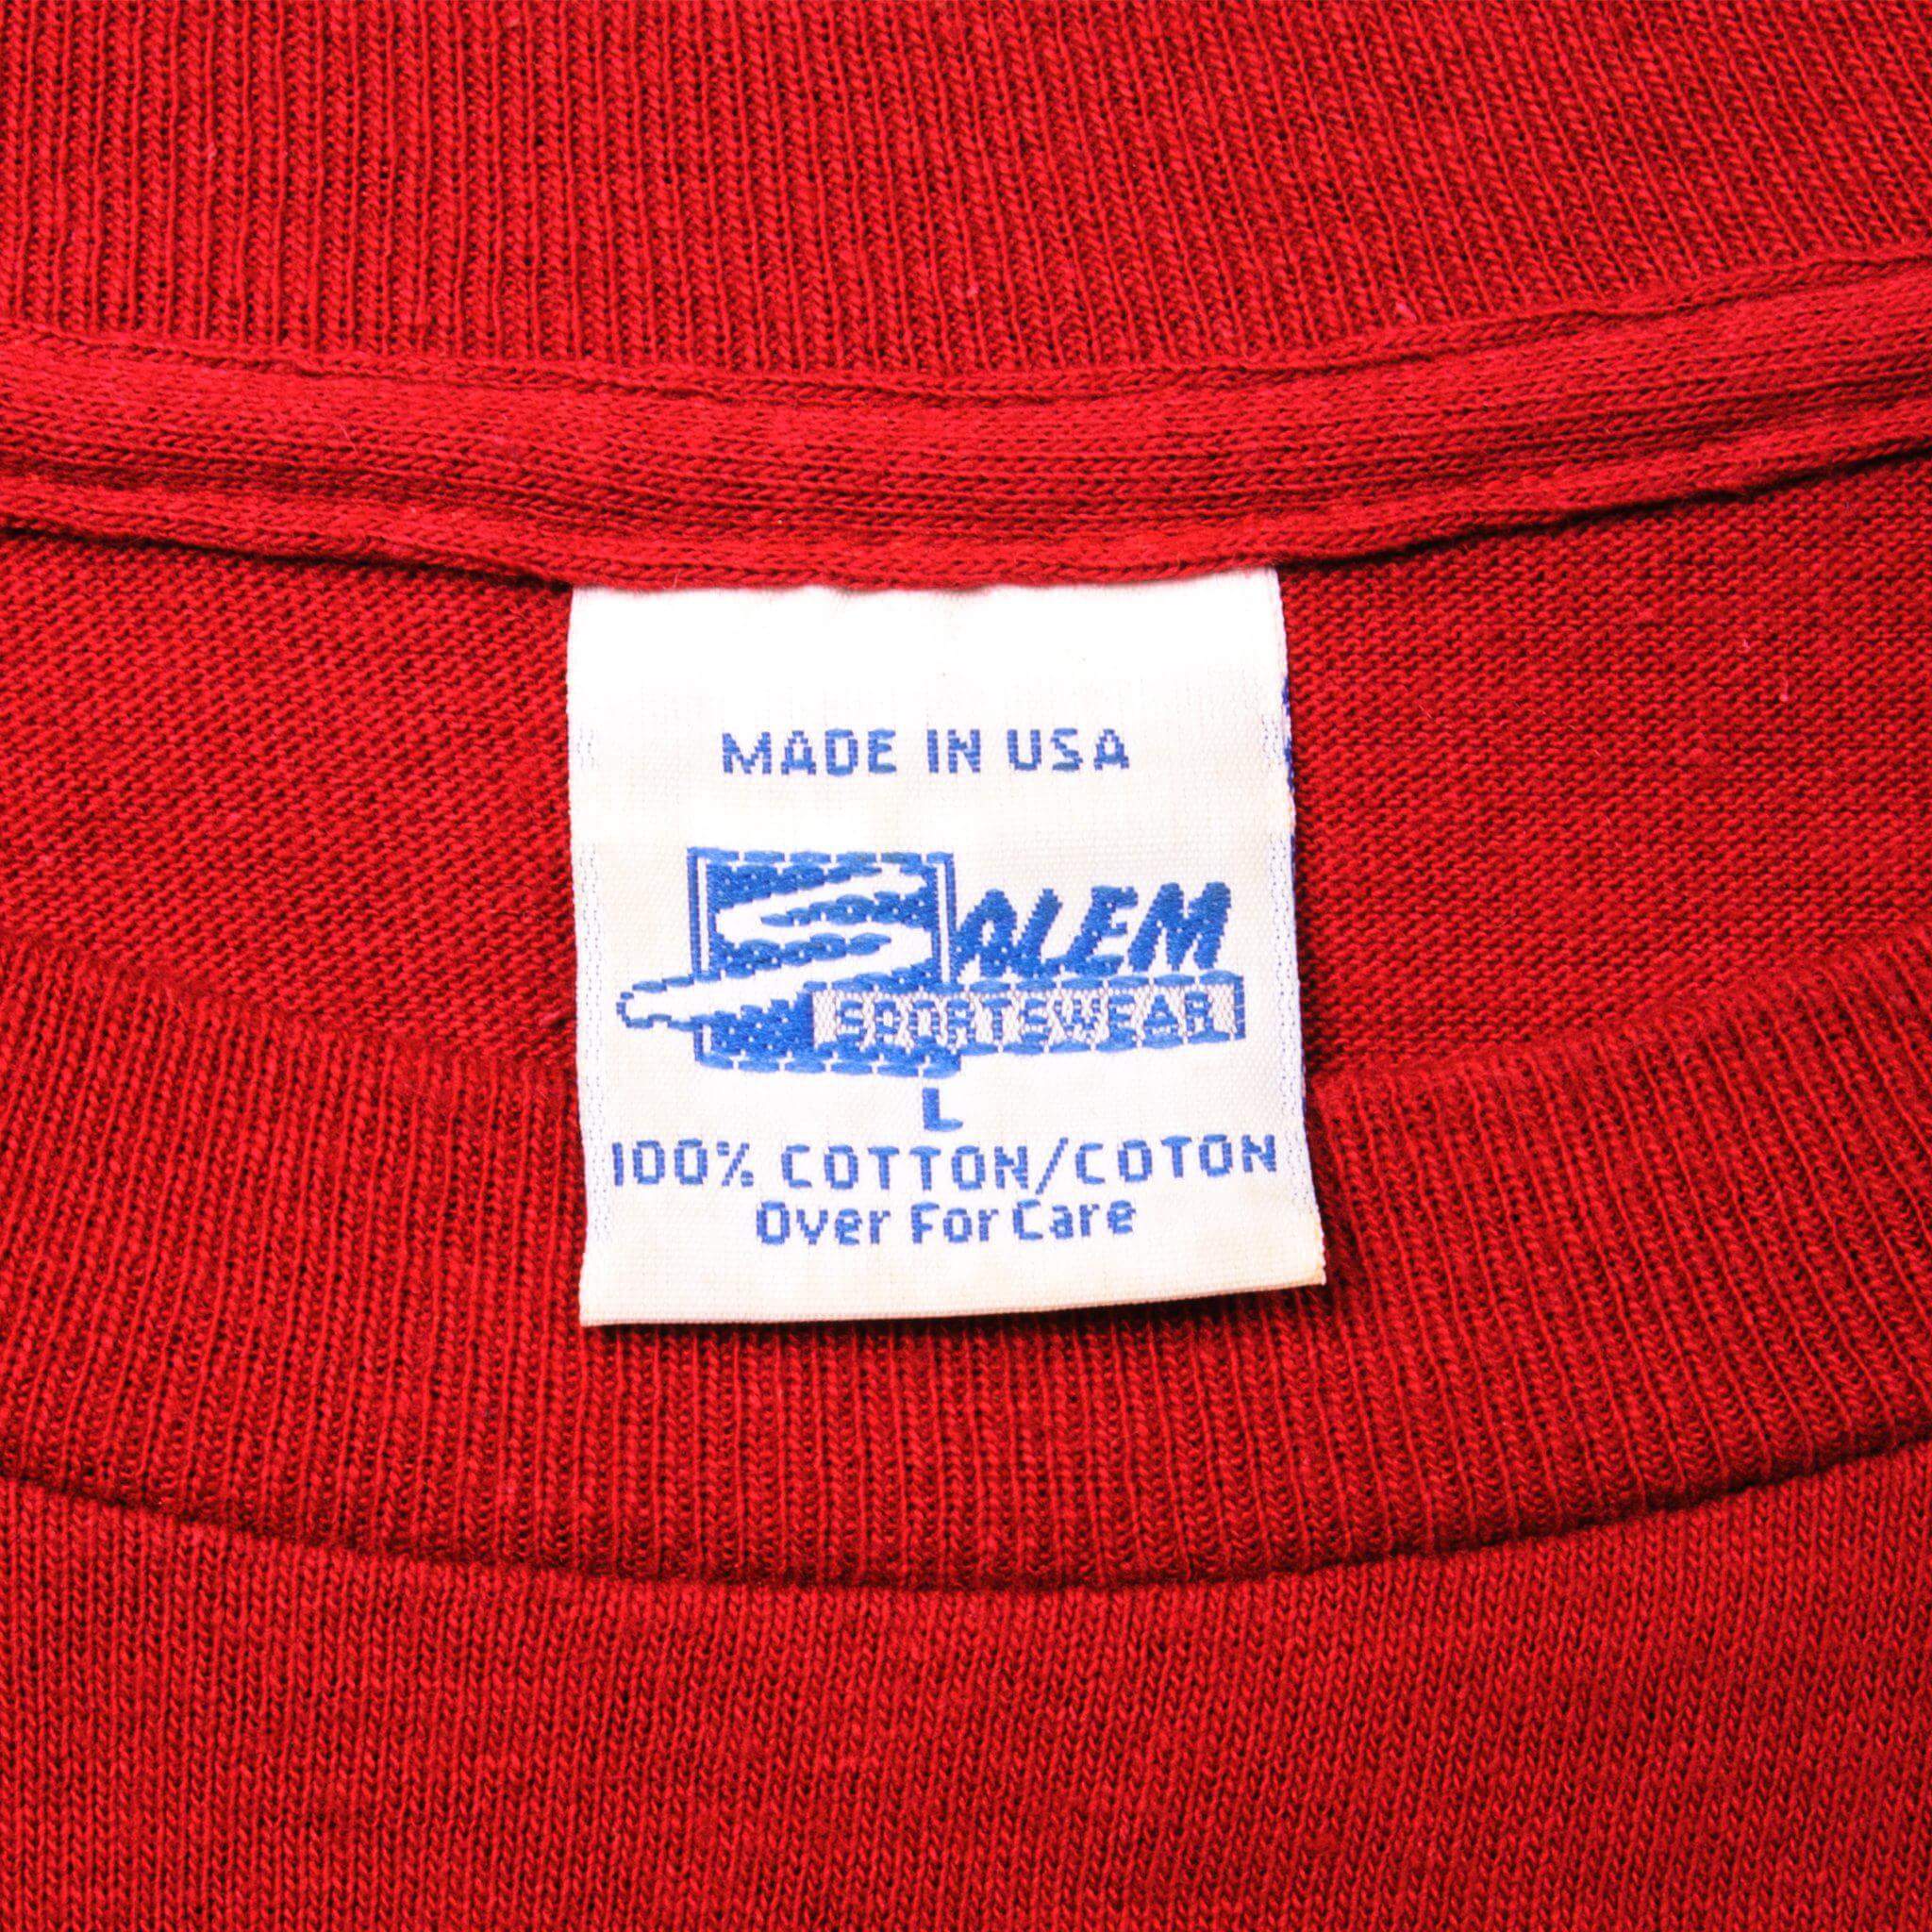 MADE IN USA
SALEM
SPORTSWEAR
L
100% COTTON/COTON
Over For Care